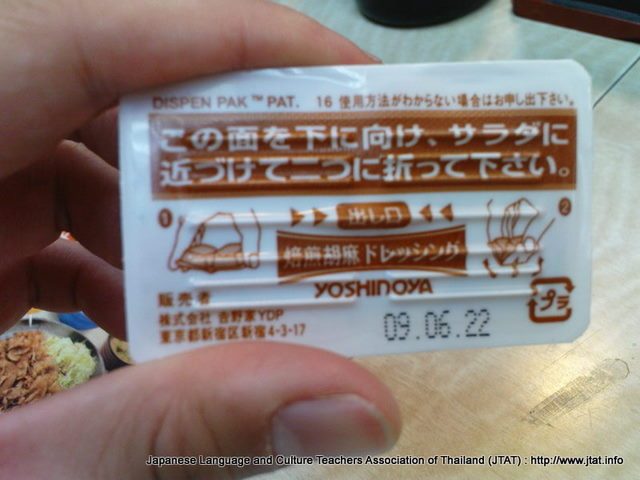 DISPEN PAK™ PAT. 16 使用方法がわからない場合はお申し出下さい。
この面を下に向け、サラダに
近づけて二つに折って下さい。
1 ▶▶ 出し口 ◀◀ 2
焙煎胡麻ドレッシング
YOSHINOYA
プラ
販売者
株式会社 吉野家YDP
東京都新宿区新宿4-3-17
09.06.22
Japanese Language and Culture Teachers Association of Thailand (JTAT) : http://www.jtat.info